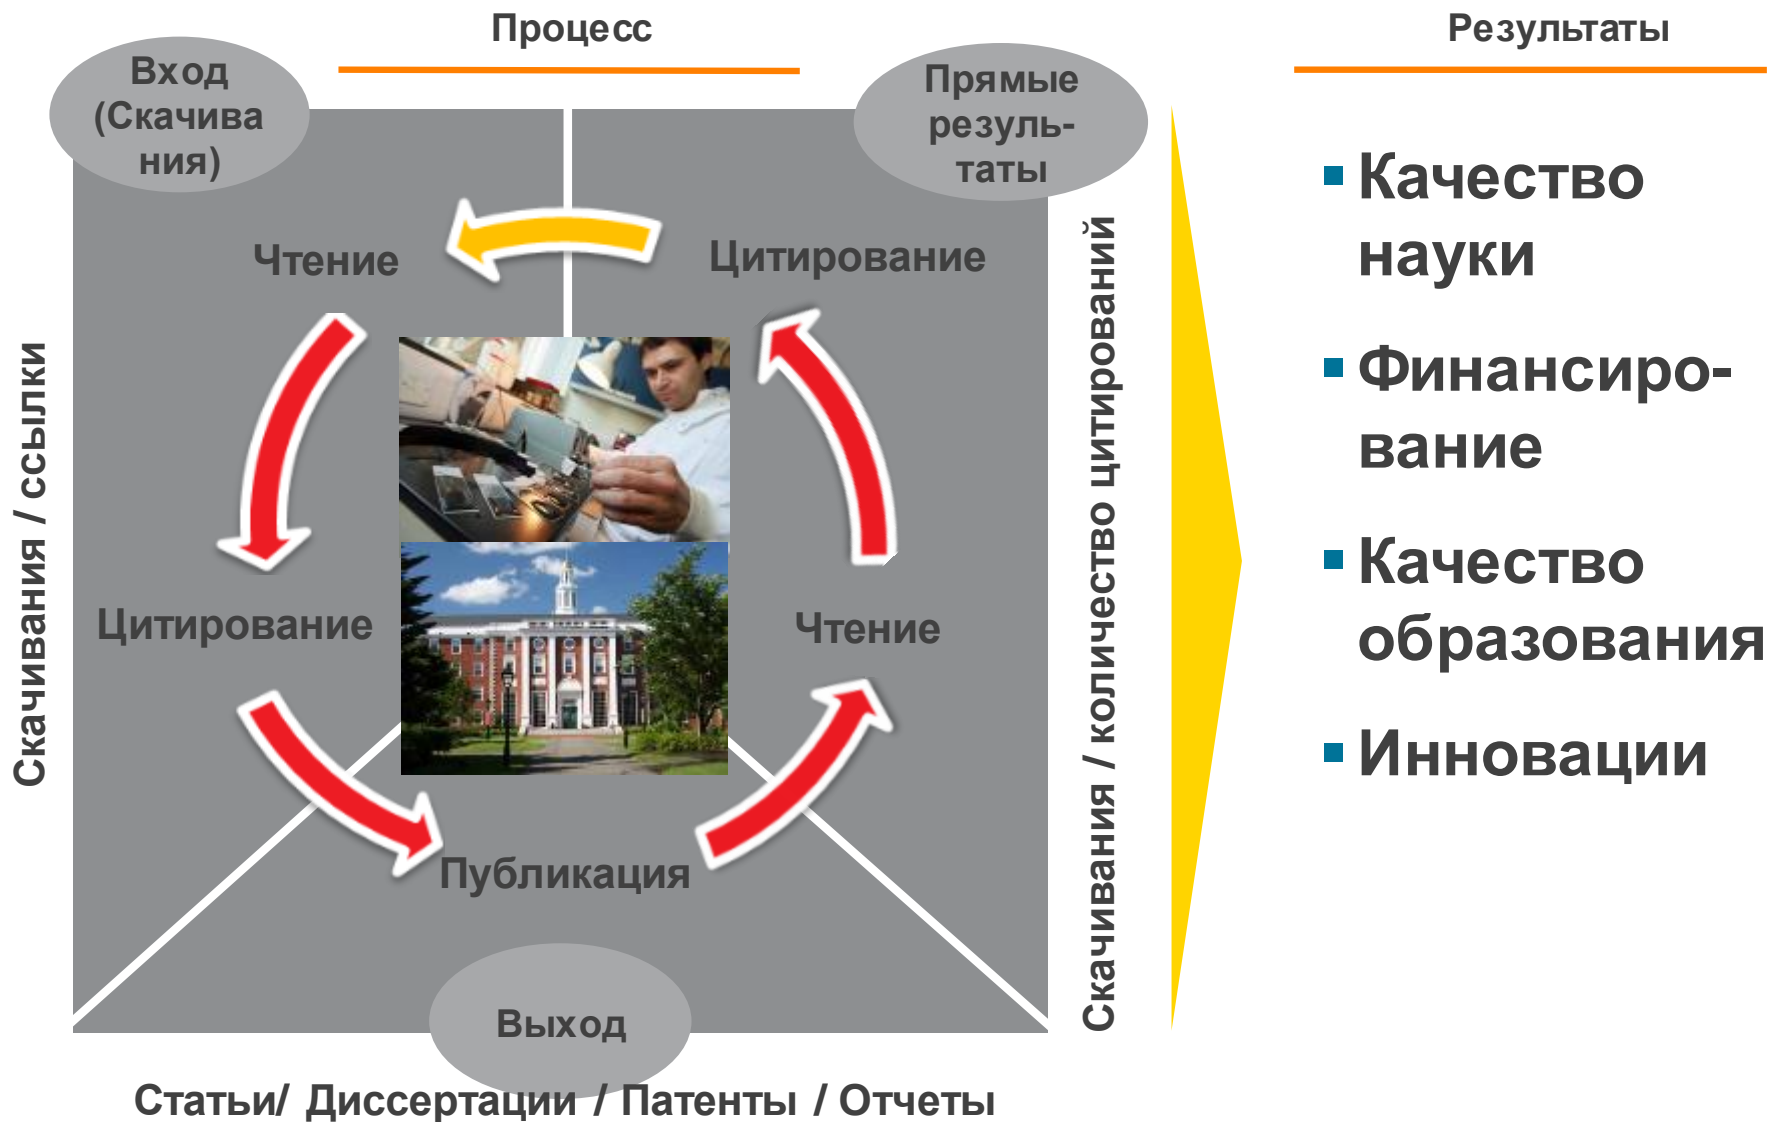 Процесс
Результаты
Вход
(Скачива
ния)
Прямые
резуль-
таты
Чтение
Цитирование
Цитирование
Чтение
Публикация
Выход
Скачивания / ссылки
Скачивания / количество цитирований
Статьи/ Диссертации / Патенты / Отчеты
Качество
науки
Финансиро-
вание
Качество
образования
Инновации